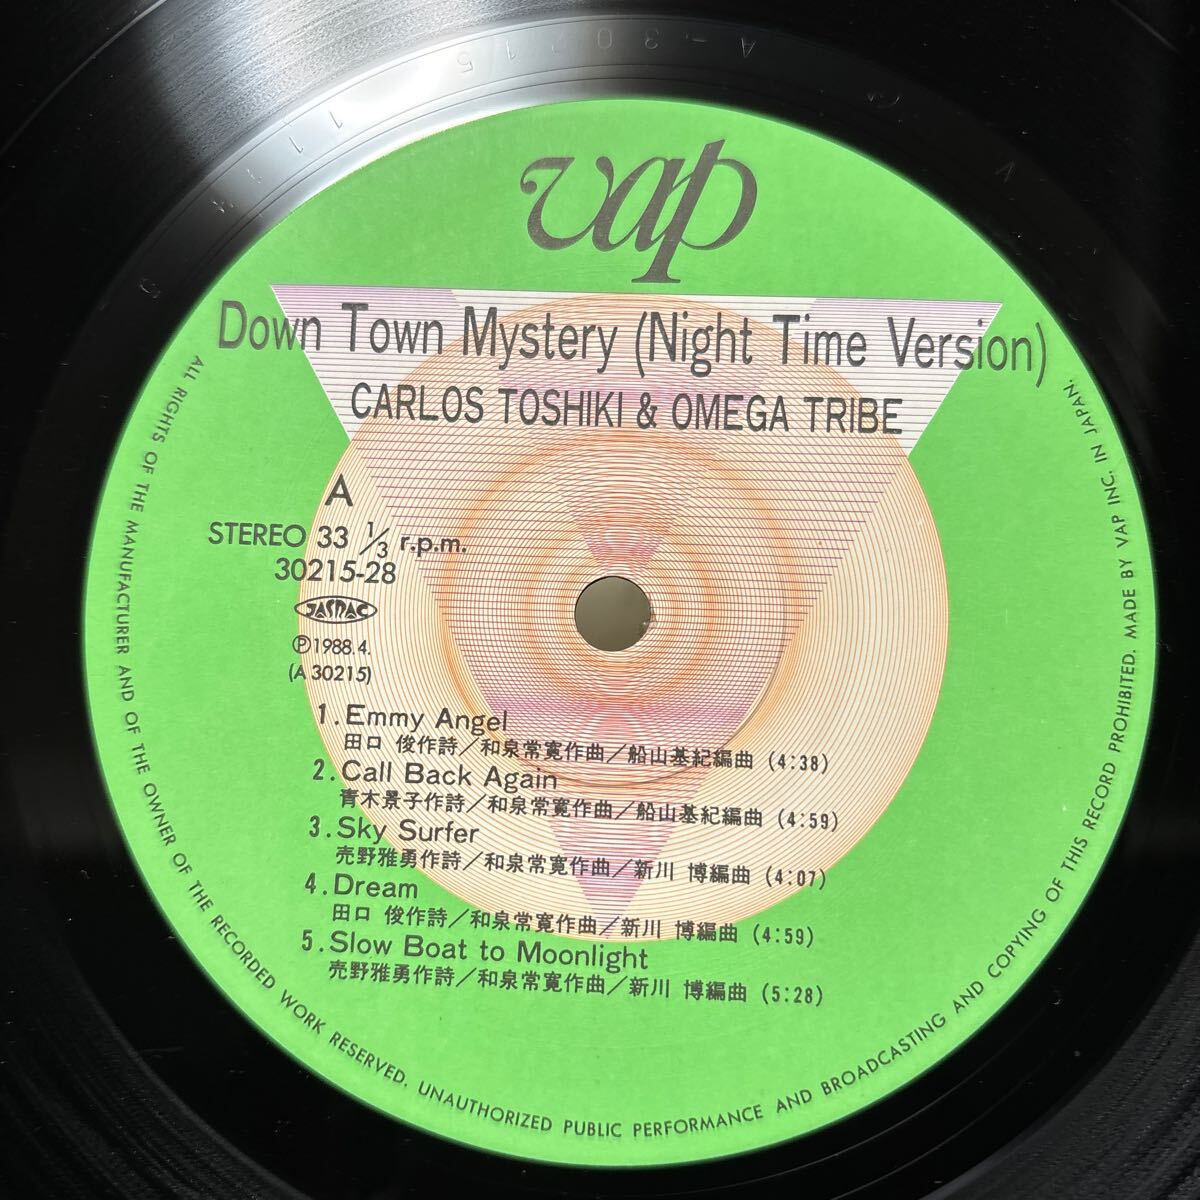 vap
Down Town Mystery (Night Time Version)
CARLOS TOSHIKI & OMEGA TRIBE
A
STEREO 33 1/3 r.p.m.
30215-28
JASRAC
Ⓟ1988.4.
(A 30215)
1. Emmy Angel
田口 俊作詩／和泉常寛作曲／船山基紀編曲 (4:38)
2. Call Back Again
青木景子作詩／和泉常寛作曲／船山基紀編曲 (4:59)
3. Sky Surfer
売野雅勇作詩／和泉常寛作曲／新川 博編曲 (4:07)
4. Dream
田口 俊作詩／和泉常寛作曲／新川 博編曲 (4:59)
5. Slow Boat to Moonlight
売野雅勇作詩／和泉常寛作曲／新川 博編曲 (5:28)
ALL RIGHTS OF THE MANUFACTURER AND OF THE OWNER OF THE RECORDED WORK RESERVED. UNAUTHORIZED PUBLIC PERFORMANCE AND BROADCASTING AND COPYING OF THIS RECORD PROHIBITED. MADE BY VAP INC. IN JAPAN.
A-30215